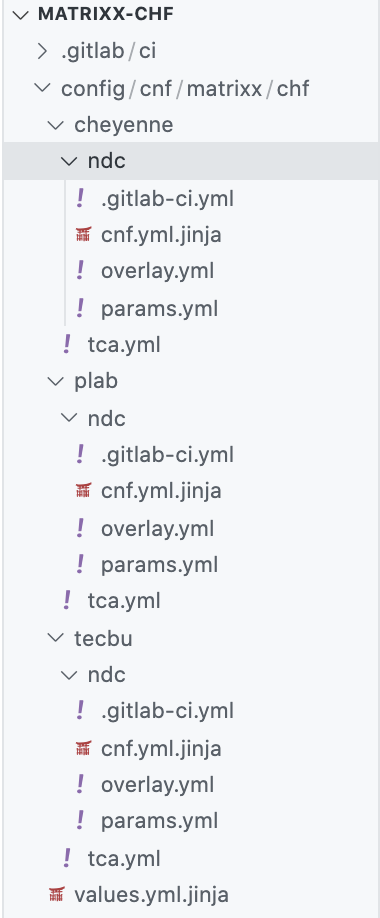 MATRIXX-CHF
.gitlab/ci
config/cnf/matrixx/chf
cheyenne
ndc
.gitlab-ci.yml
cnf.yml.jinja
overlay.yml
params.yml
tca.yml
plab
ndc
.gitlab-ci.yml
cnf.yml.jinja
overlay.yml
params.yml
tca.yml
tecbu
ndc
.gitlab-ci.yml
cnf.yml.jinja
overlay.yml
params.yml
tca.yml
values.yml.jinja